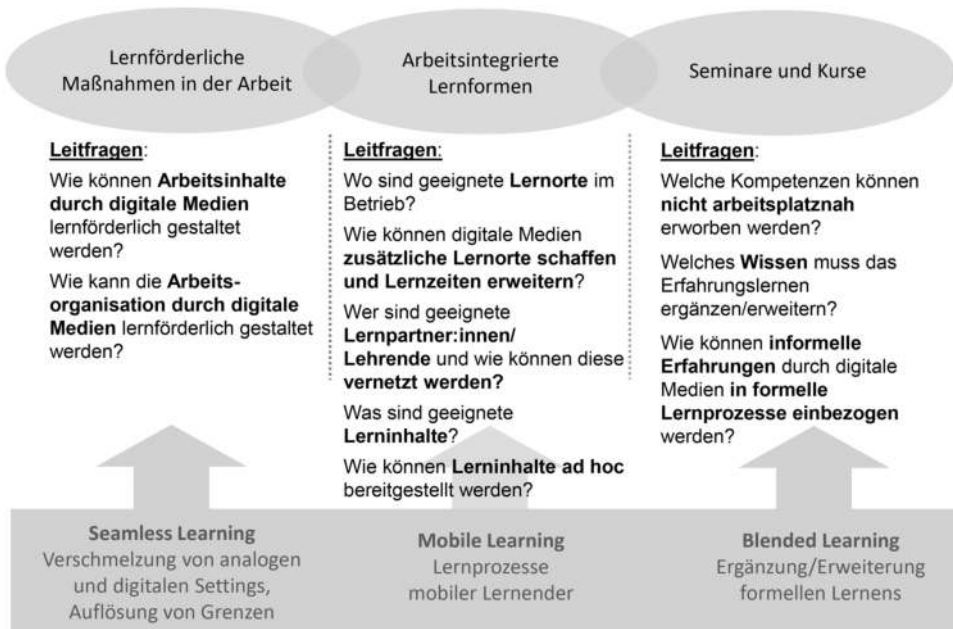 Lernförderliche
Maßnahmen in der Arbeit
Arbeitsintegrierte
Lernformen
Seminare und Kurse
Leitfragen:
Wie können Arbeitsinhalte
durch digitale Medien
lernförderlich gestaltet
werden?
Wie kann die Arbeits-
organisation durch digitale
Medien lernförderlich gestaltet
werden?
Leitfragen:
Wo sind geeignete Lernorte im
Betrieb?
Wie können digitale Medien
zusätzliche Lernorte schaffen
und Lernzeiten erweitern?
Wer sind geeignete
Lernpartner:innen/
Lehrende und wie können diese
vernetzt werden?
Was sind geeignete
Lerninhalte?
Wie können Lerninhalte ad hoc
bereitgestellt werden?
Leitfragen:
Welche Kompetenzen können
nicht arbeitsplatznah
erworben werden?
Welches Wissen muss das
Erfahrungslernen
ergänzen/erweitern?
Wie können informelle
Erfahrungen durch digitale
Medien in formelle
Lernprozesse einbezogen
werden?
Seamless Learning
Verschmelzung von analogen
und digitalen Settings,
Auflösung von Grenzen
Mobile Learning
Lernprozesse
mobiler Lernender
Blended Learning
Ergänzung/Erweiterung
formellen Lernens